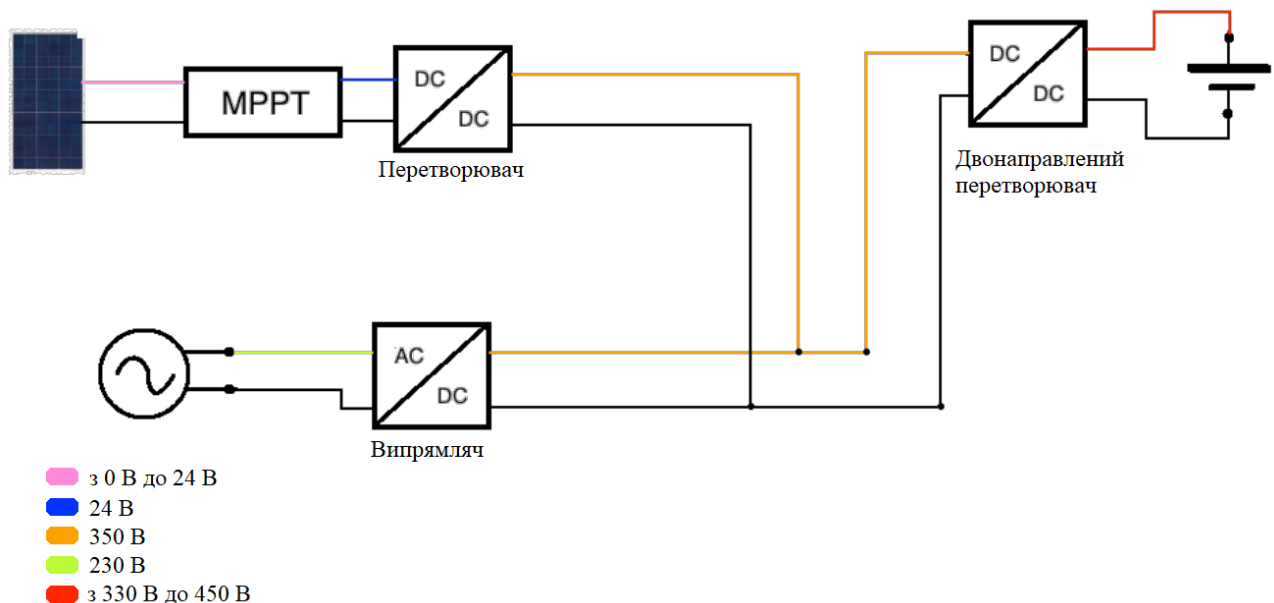 MPPT
DC
DC
Перетворювач
DC
DC
Двонаправлений
перетворювач
AC
DC
Випрямляч
з 0 В до 24 В
24 В
350 В
230 В
з 330 В до 450 В